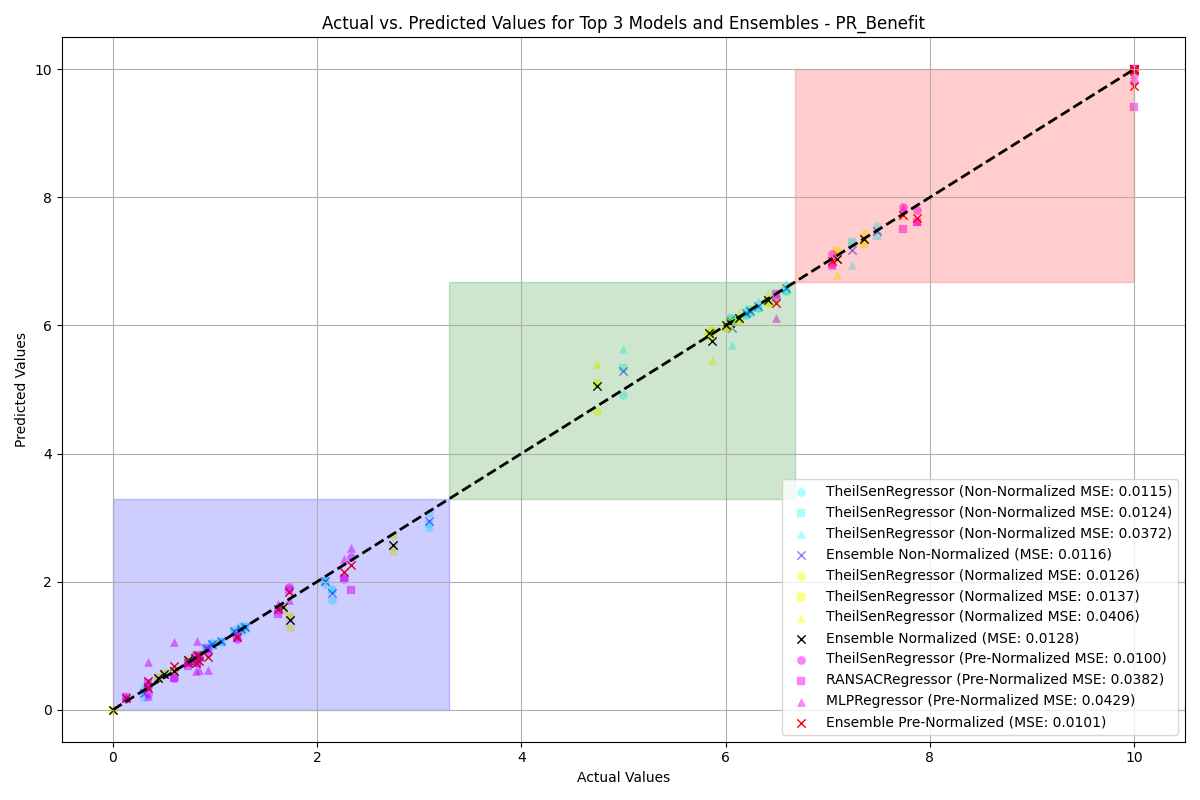 Actual vs. Predicted Values for Top 3 Models and Ensembles - PR_Benefit
10
8
6
4
2
0
Predicted Values
TheilSenRegressor (Non-Normalized MSE: 0.0115)
TheilSenRegressor (Non-Normalized MSE: 0.0124)
TheilSenRegressor (Non-Normalized MSE: 0.0372)
Ensemble Non-Normalized (MSE: 0.0116)
TheilSenRegressor (Normalized MSE: 0.0126)
TheilSenRegressor (Normalized MSE: 0.0137)
TheilSenRegressor (Normalized MSE: 0.0406)
Ensemble Normalized (MSE: 0.0128)
TheilSenRegressor (Pre-Normalized MSE: 0.0100)
RANSACRegressor (Pre-Normalized MSE: 0.0382)
MLPRegressor (Pre-Normalized MSE: 0.0429)
Ensemble Pre-Normalized (MSE: 0.0101)
0 2 4 6 8 10
Actual Values